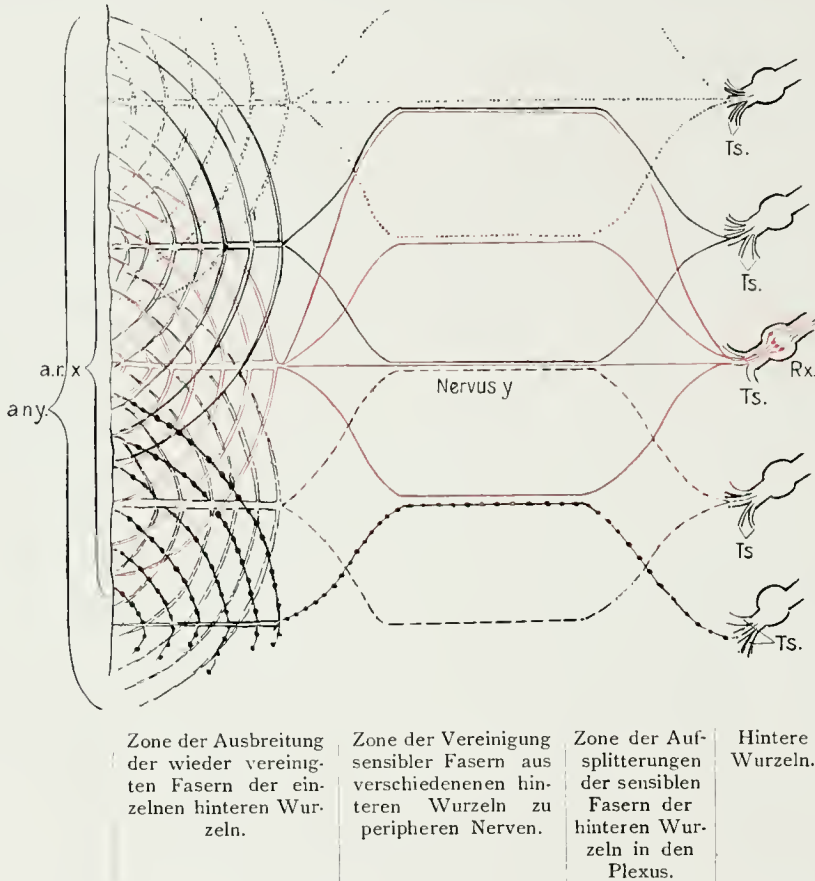 Ts.
Ts.
a.r. x
Rx.
Ts.
a n y.
Nervus y
Ts
Ts.
Zone der Ausbreitung
der wieder vereinig-
ten Fasern der ein-
zelnen hinteren Wur-
zeln.
Zone der Vereinigung
sensibler Fasern aus
verschiedenenen hin-
teren Wurzeln zu
peripheren Nerven.
Zone der Auf-
splitterungen
der sensiblen
Fasern der
hinteren Wur-
zeln in den
Plexus.
Hintere
Wurzeln.